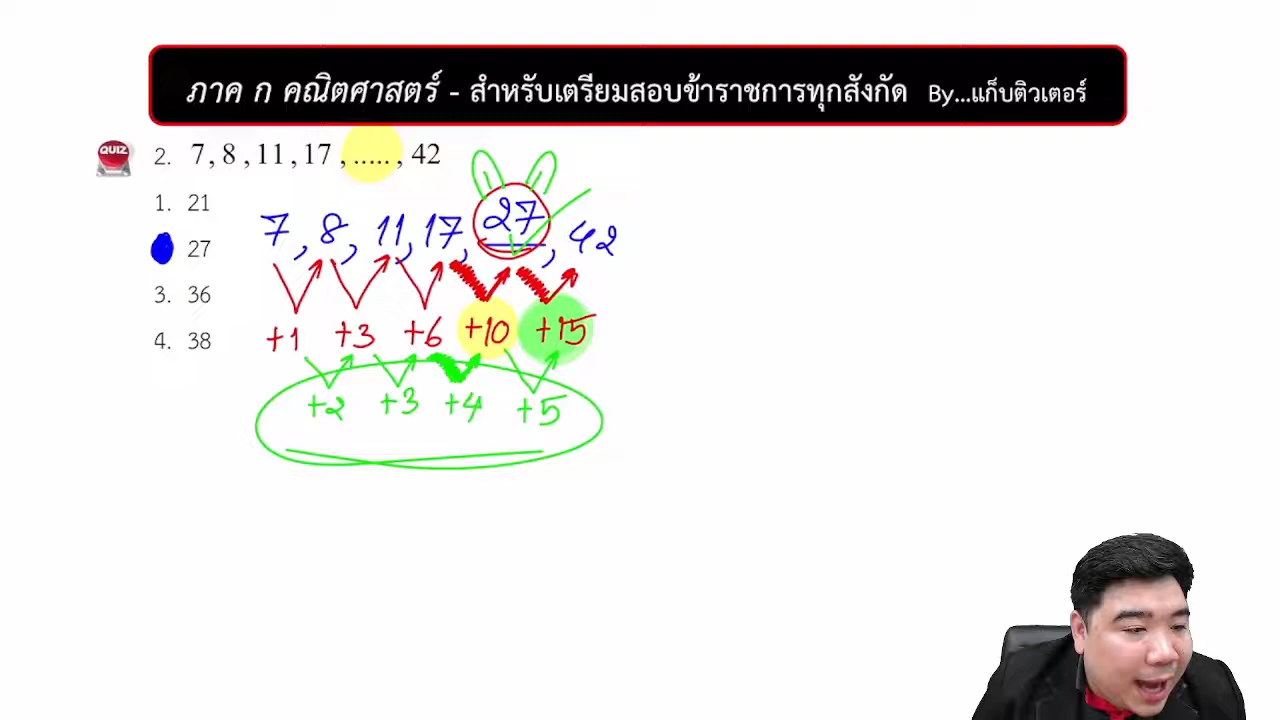 ภาค ก คณิตศาสตร์ - สำหรับเตรียมสอบข้าราชการทุกสังกัด By...แก็บติวเตอร์
QUIZ 2. 7, 8, 11, 17, ....., 42
1. 21
27
3. 36
4. 38
7, 8, 11, 17, 27, 42
+1 +3 +6 +10 +15
+2 +3 +4 +5